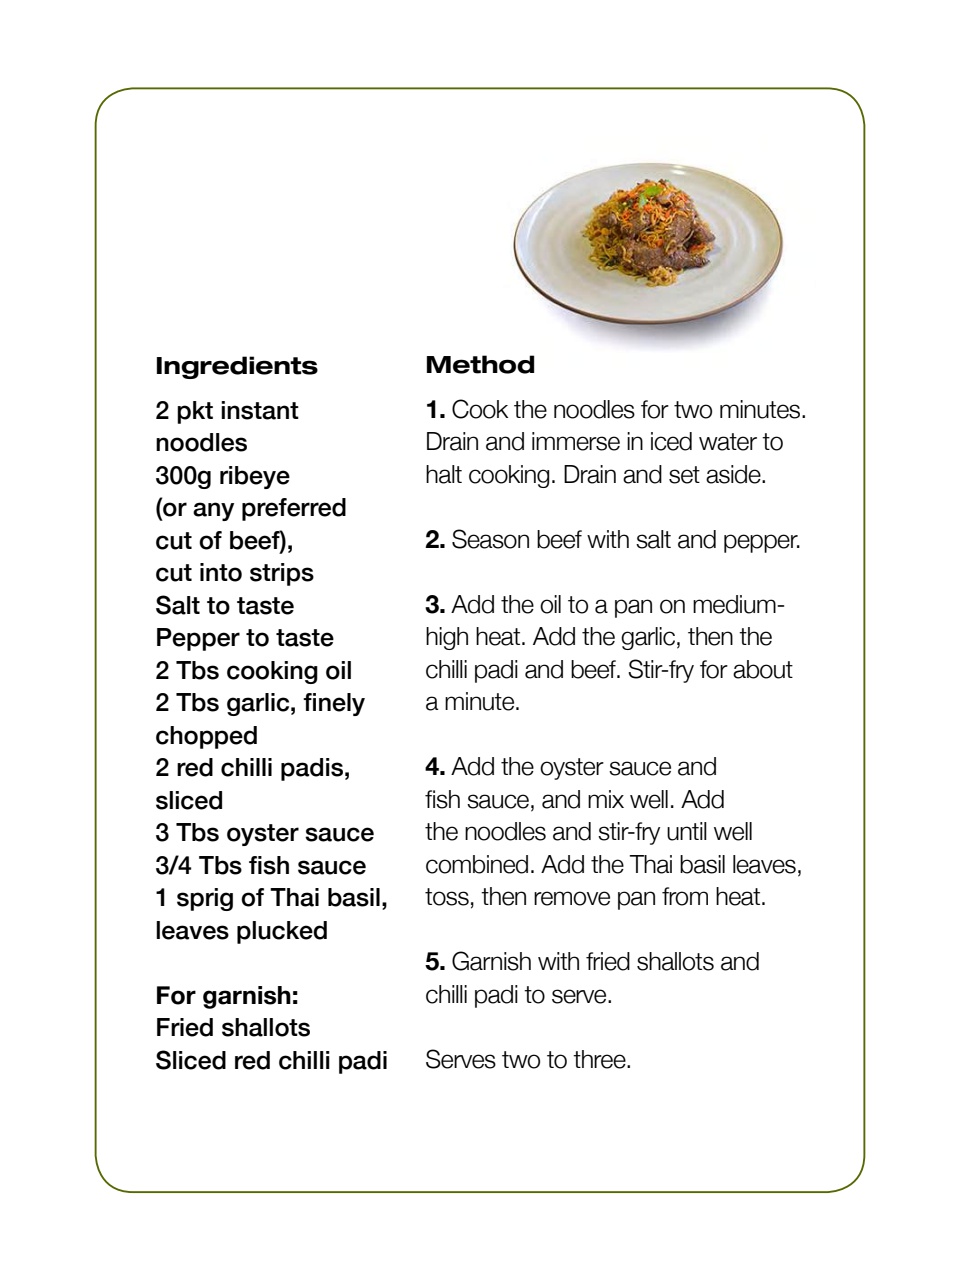 Ingredients
2 pkt instant
noodles
300g ribeye
(or any preferred
cut of beef),
cut into strips
Salt to taste
Pepper to taste
2 Tbs cooking oil
2 Tbs garlic, finely
chopped
2 red chilli padis,
sliced
3 Tbs oyster sauce
3/4 Tbs fish sauce
1 sprig of Thai basil,
leaves plucked
For garnish:
Fried shallots
Sliced red chilli padi
Method
1. Cook the noodles for two minutes.
Drain and immerse in iced water to
halt cooking. Drain and set aside.
2. Season beef with salt and pepper.
3. Add the oil to a pan on medium-
high heat. Add the garlic, then the
chilli padi and beef. Stir-fry for about
a minute.
4. Add the oyster sauce and
fish sauce, and mix well. Add
the noodles and stir-fry until well
combined. Add the Thai basil leaves,
toss, then remove pan from heat.
5. Garnish with fried shallots and
chilli padi to serve.
Serves two to three.